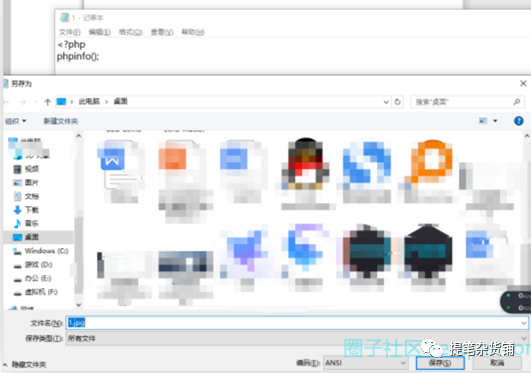 1 - 记事本
文件(F) 编辑(E) 格式(O) 查看(V) 帮助(H)
<?php
phpinfo();
另存为
此电脑 > 桌面
搜索"桌面"
组织 新建文件夹
此电脑
视频
图片
文档
下载
音乐
桌面
Windows (C:)
游戏 (D:)
办公 (E:)
虚拟机 (F:)
文件名(N): 1.jpg
保存类型(T): 所有文件
圈子社区
提笔杂货铺
隐藏文件夹 编码(E): ANSI 保存(S) 取消